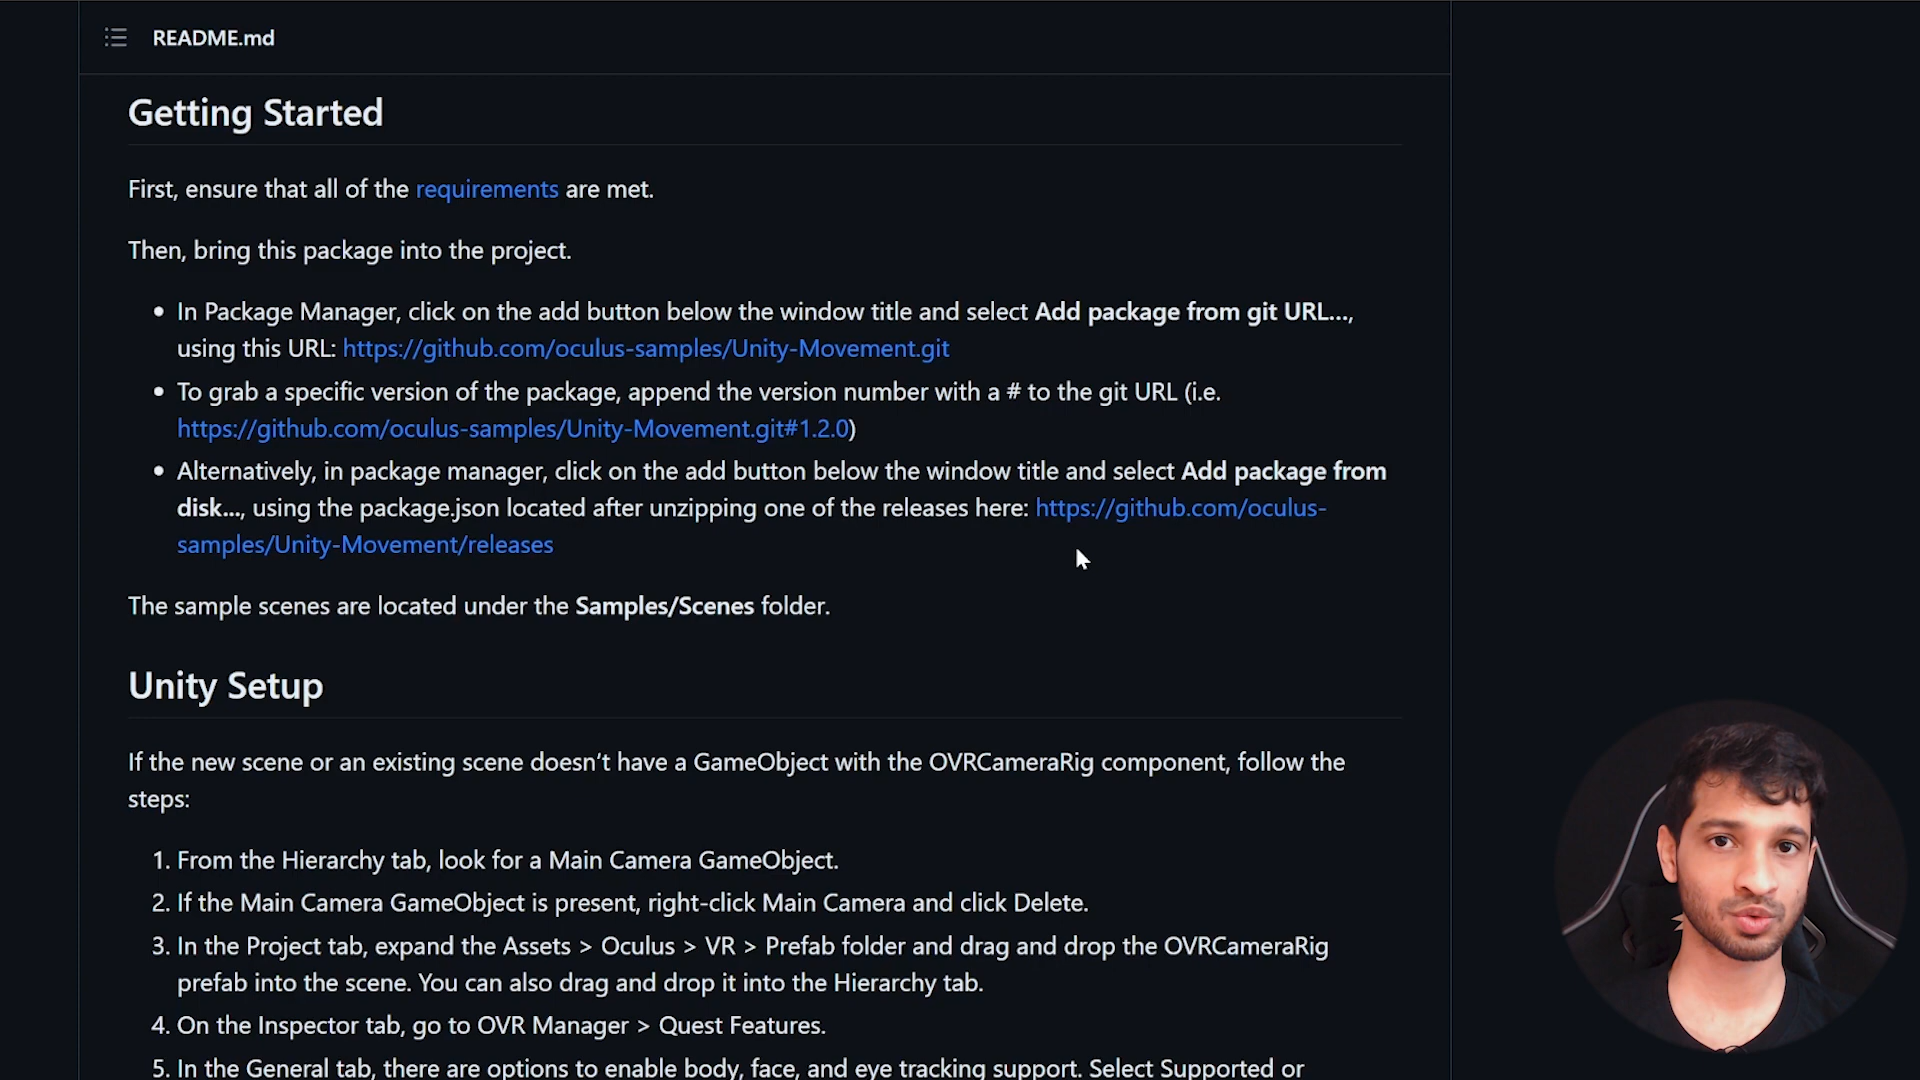 README.md
Getting Started
First, ensure that all of the requirements are met.
Then, bring this package into the project.
• In Package Manager, click on the add button below the window title and select Add package from git URL...,
using this URL: https://github.com/oculus-samples/Unity-Movement.git
• To grab a specific version of the package, append the version number with a # to the git URL (i.e.
https://github.com/oculus-samples/Unity-Movement.git#1.2.0)
• Alternatively, in package manager, click on the add button below the window title and select Add package from
disk..., using the package.json located after unzipping one of the releases here: https://github.com/oculus-
samples/Unity-Movement/releases
The sample scenes are located under the Samples/Scenes folder.
Unity Setup
If the new scene or an existing scene doesn’t have a GameObject with the OVRCameraRig component, follow the
steps:
1. From the Hierarchy tab, look for a Main Camera GameObject.
2. If the Main Camera GameObject is present, right-click Main Camera and click Delete.
3. In the Project tab, expand the Assets > Oculus > VR > Prefab folder and drag and drop the OVRCameraRig
prefab into the scene. You can also drag and drop it into the Hierarchy tab.
4. On the Inspector tab, go to OVR Manager > Quest Features.
5. In the General tab, there are options to enable body, face, and eye tracking support. Select Supported or